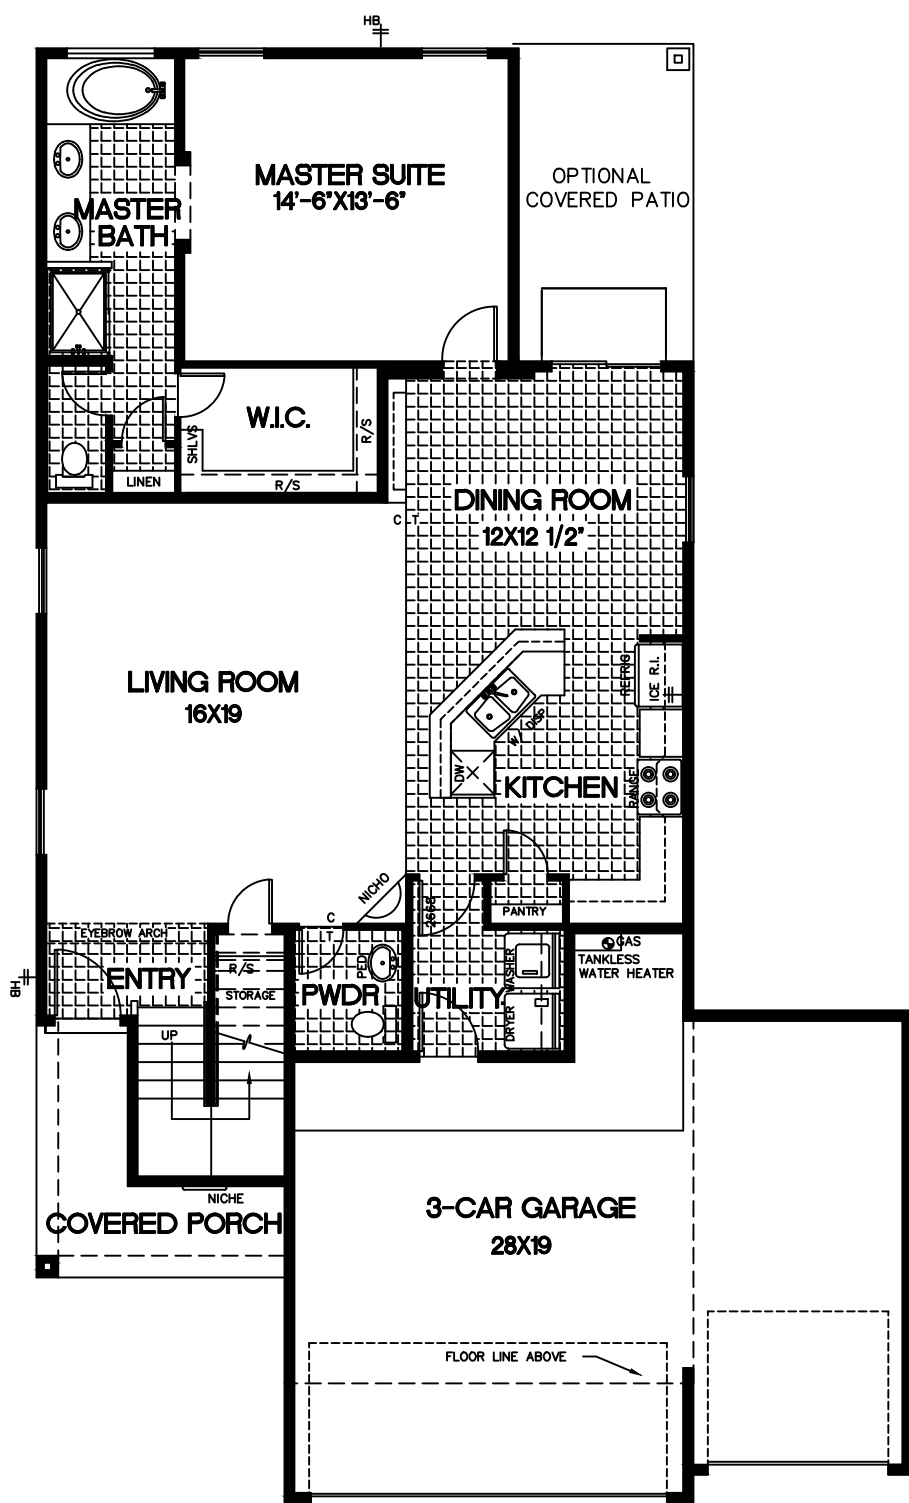 HB
MASTER SUITE
14'-6"X13'-6"
OPTIONAL
COVERED PATIO
MASTER
BATH
W.I.C.
SHLVS
R/S
R/S
LINEN
C T
DINING ROOM
12X12 1/2"
LIVING ROOM
16X19
REFRIG
ICE R.I.
W/ DISP
DW
KITCHEN
RANGE
NICHO
2668
PANTRY
C
T
EYEBROW ARCH
ENTRY
R/S
STORAGE
PED
PWDR
UTILITY
WASHER
DRYER
GAS
TANKLESS
WATER HEATER
HB
UP
NICHE
COVERED PORCH
3-CAR GARAGE
28X19
FLOOR LINE ABOVE